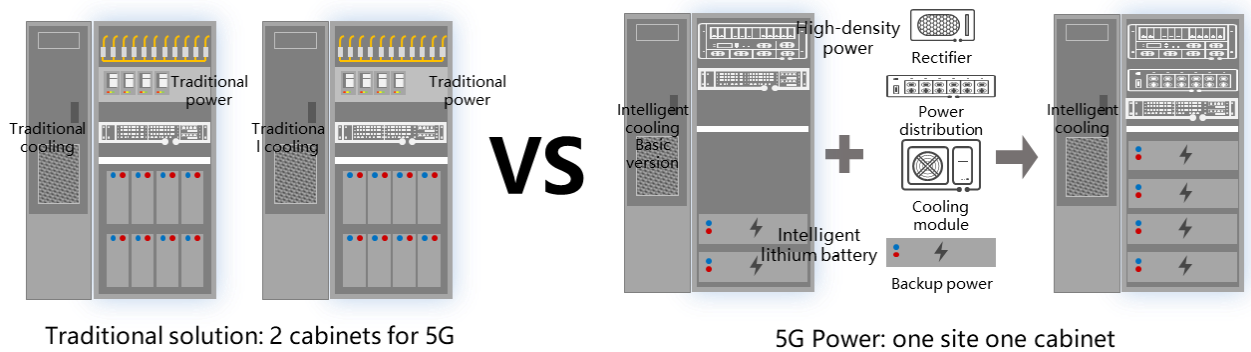 Traditional
cooling
Traditional
power
Traditiona
l cooling
Traditional
power
VS
Intelligent
cooling
Basic
version
High-density
power
Intelligent
lithium battery
Rectifier
Power
distribution
Cooling
module
Backup power
Intelligent
cooling
Traditional solution: 2 cabinets for 5G
5G Power: one site one cabinet